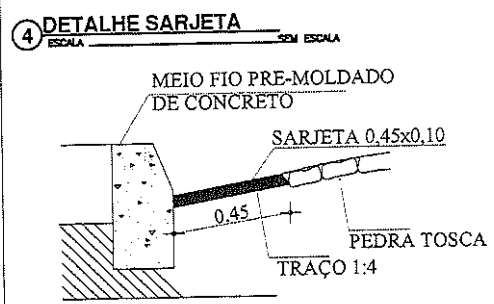 4 DETALHE SARJETA
ESCALA SEM ESCALA
MEIO FIO PRE-MOLDADO
DE CONCRETO
SARJETA 0,45x0,10
0,45
PEDRA TOSCA
TRAÇO 1:4